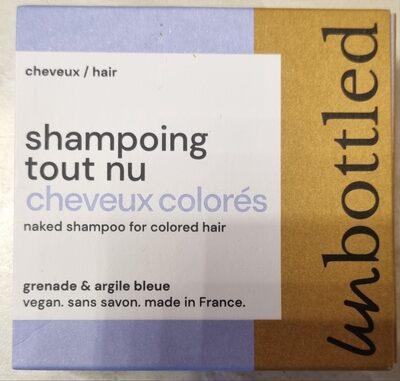 cheveux / hair
shampoing
tout nu
cheveux colorés
naked shampoo for colored hair
grenade & argile bleue
vegan. sans savon. made in France.
unbottled